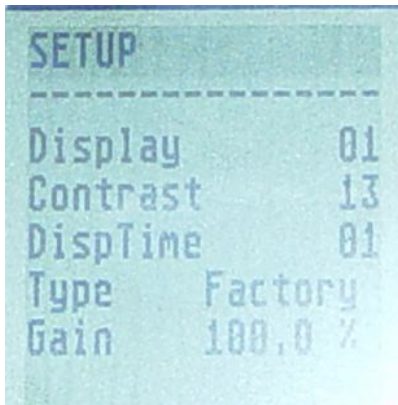 SETUP
-----------------
Display 01
Contrast 13
DispTime 01
Type Factory
Gain 100.0 %